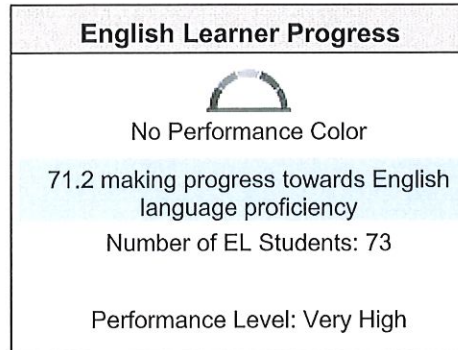 English Learner Progress
No Performance Color
71.2 making progress towards English
language proficiency
Number of EL Students: 73
Performance Level: Very High